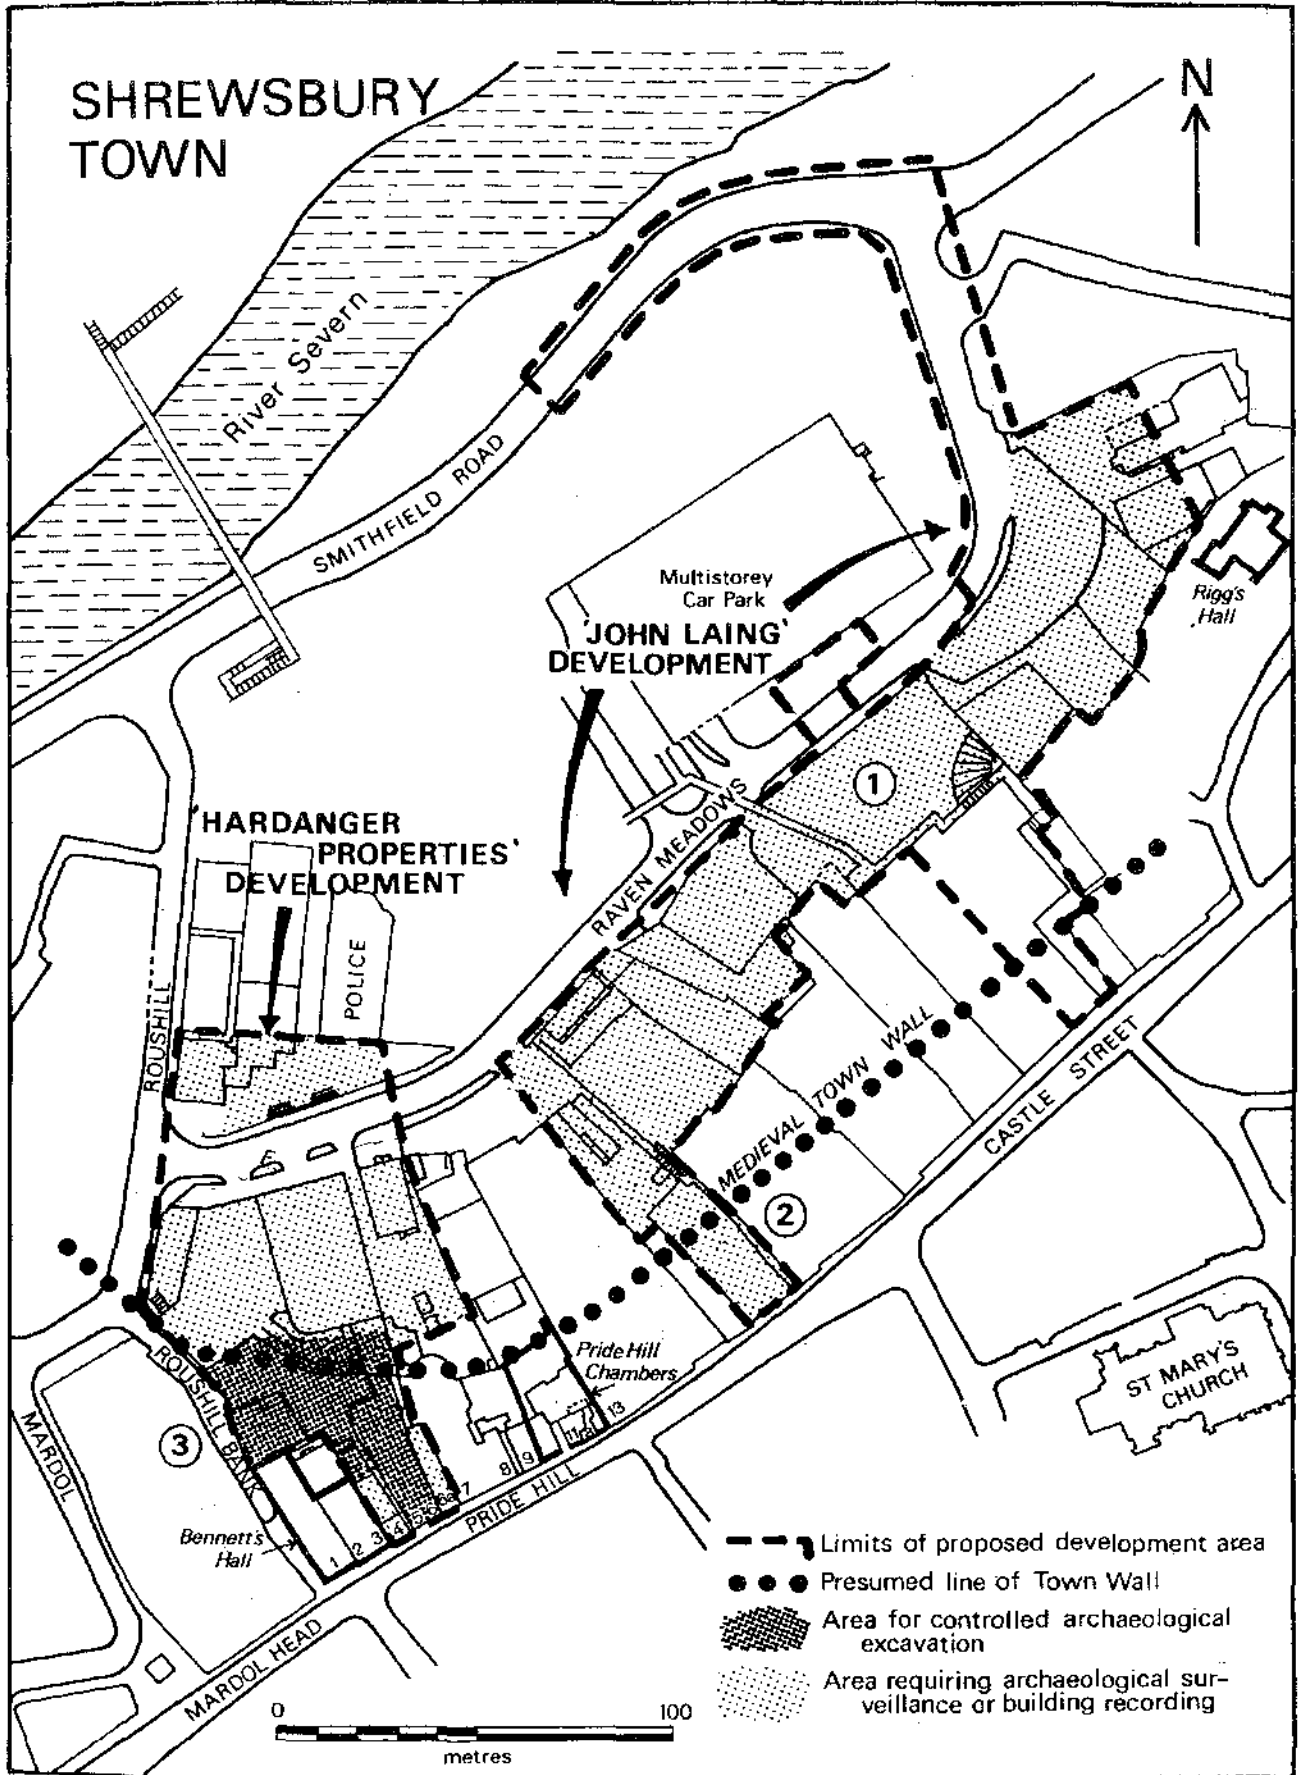 SHREWSBURY
TOWN
N
River Severn
SMITHFIELD ROAD
Multistorey
Car Park
'JOHN LAING'
DEVELOPMENT
Rigg's
Hall
1
'HARDANGER
PROPERTIES'
DEVELOPMENT
RAVEN MEADOWS
POLICE
ROUSHILL
MEDIEVAL TOWN WALL
CASTLE STREET
2
Pride Hill
Chambers
ST MARY'S
CHURCH
ROUSHILL BANK
3
MARDOL
Bennett's
Hall
1 2 3 4 5 6 7 8 9 11 13
PRIDE HILL
MARDOL HEAD
Limits of proposed development area
Presumed line of Town Wall
Area for controlled archaeological
excavation
Area requiring archaeological sur-
veillance or building recording
0 100
metres